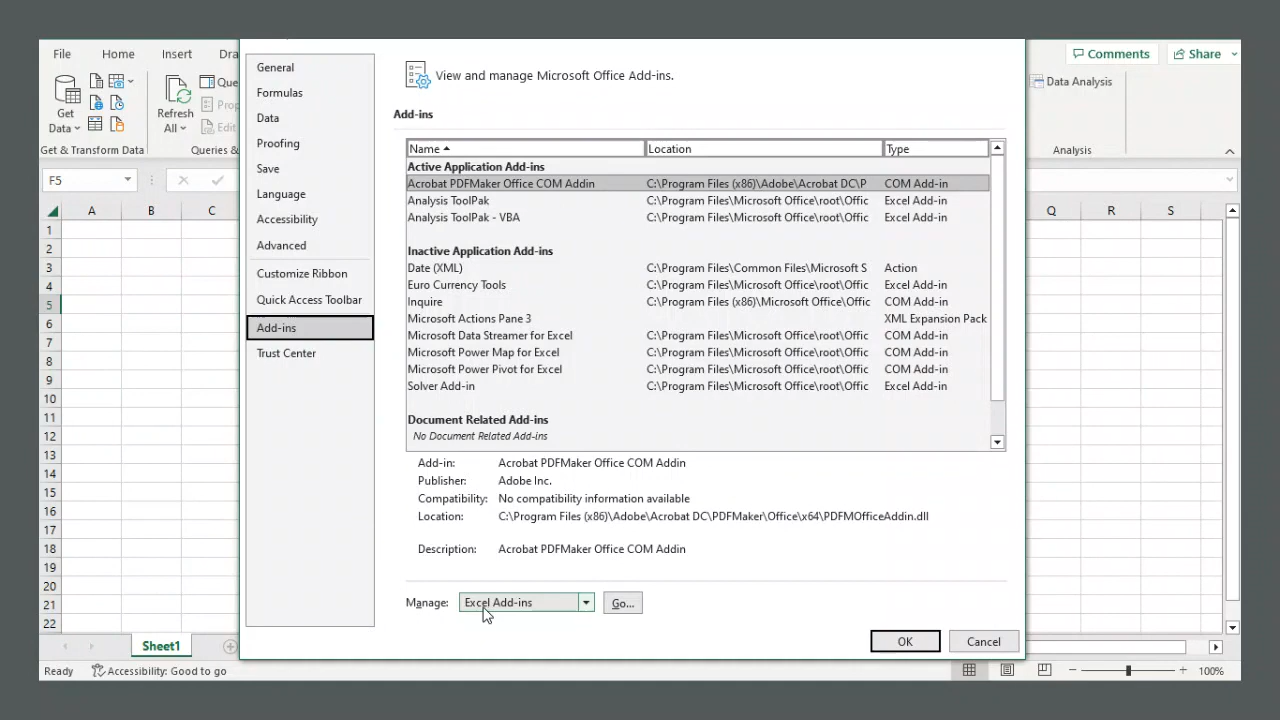 File Home Insert Dra
Comments Share
Get
Data
Refresh
All
Que
Prop
Edit
Get & Transform Data
Queries &
Data Analysis
Analysis
F5
A B C Q R S
1
2
3
4
5
6
7
8
9
10
11
12
13
14
15
16
17
18
19
20
21
22
General
Formulas
Data
Proofing
Save
Language
Accessibility
Advanced
Customize Ribbon
Quick Access Toolbar
Add-ins
Trust Center
View and manage Microsoft Office Add-ins.
Add-ins
Name Location Type
Active Application Add-ins
Acrobat PDFMaker Office COM Addin C:\Program Files (x86)\Adobe\Acrobat DC\P COM Add-in
Analysis ToolPak C:\Program Files\Microsoft Office\root\Offic Excel Add-in
Analysis ToolPak - VBA C:\Program Files\Microsoft Office\root\Offic Excel Add-in
Inactive Application Add-ins
Date (XML) C:\Program Files\Common Files\Microsoft S Action
Euro Currency Tools C:\Program Files\Microsoft Office\root\Offic Excel Add-in
Inquire C:\Program Files (x86)\Microsoft Office\Offic COM Add-in
Microsoft Actions Pane 3 XML Expansion Pack
Microsoft Data Streamer for Excel C:\Program Files\Microsoft Office\root\Offic COM Add-in
Microsoft Power Map for Excel C:\Program Files\Microsoft Office\root\Offic COM Add-in
Microsoft Power Pivot for Excel C:\Program Files\Microsoft Office\root\Offic COM Add-in
Solver Add-in C:\Program Files\Microsoft Office\root\Offic Excel Add-in
Document Related Add-ins
No Document Related Add-ins
Add-in: Acrobat PDFMaker Office COM Addin
Publisher: Adobe Inc.
Compatibility: No compatibility information available
Location: C:\Program Files (x86)\Adobe\Acrobat DC\PDFMaker\Office\x64\PDFMOfficeAddin.dll
Description: Acrobat PDFMaker Office COM Addin
Manage: Excel Add-ins Go...
OK Cancel
Sheet1
Ready Accessibility: Good to go 100%